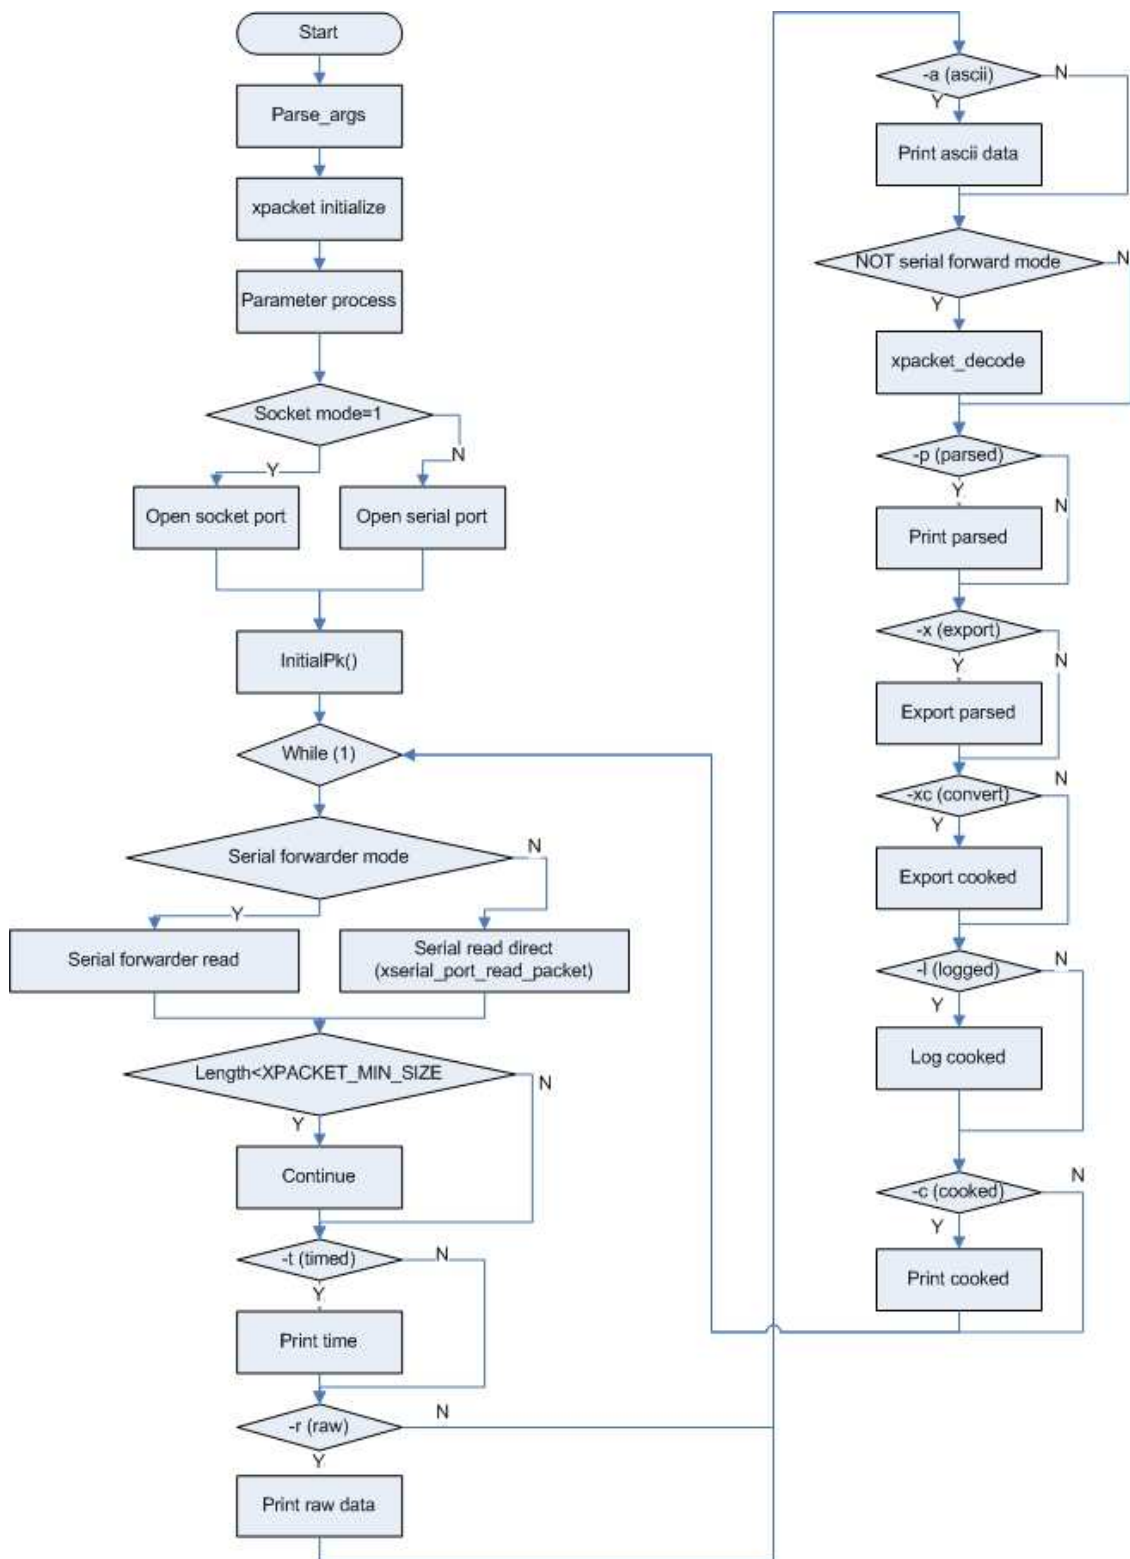 Start
Parse_args
xpacket initialize
Parameter process
Socket mode=1
Y
N
Open socket port
Open serial port
InitialPk()
While (1)
Serial forwarder mode
N
Y
Serial forwarder read
Serial read direct
(xserial_port_read_packet)
Length<XPACKET_MIN_SIZE
N
Y
Continue
-t (timed)
N
Y
Print time
-r (raw)
N
Y
Print raw data
-a (ascii)
N
Y
Print ascii data
NOT serial forward mode
N
Y
xpacket_decode
-p (parsed)
Y
N
Print parsed
-x (export)
N
Y
Export parsed
-xc (convert)
N
Y
Export cooked
-l (logged)
N
Y
Log cooked
-c (cooked)
N
Y
Print cooked